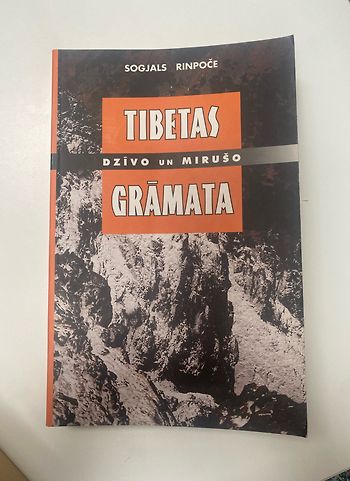 SOGJALS RINPOČE
TIBETAS
DZĪVO UN MIRUŠO
GRĀMATA